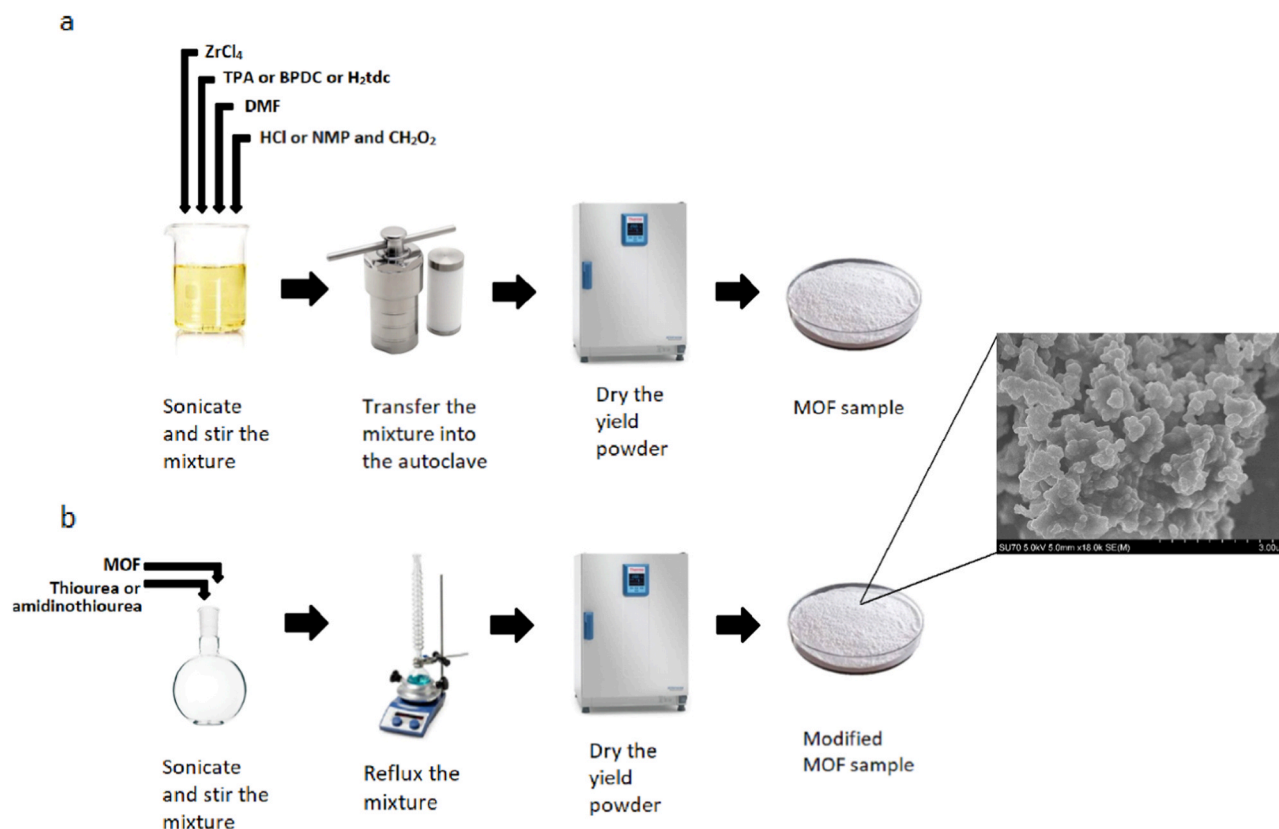 a
ZrCl₄
TPA or BPDC or H₂tdc
DMF
HCl or NMP and CH₂O₂
Sonicate
and stir the
mixture
Transfer the
mixture into
the autoclave
Dry the
yield
powder
MOF sample
SU70 5.0kV 5.0mm x18.0k SE(M)
3.00u
b
MOF
Thiourea or
amidinothiourea
Sonicate
and stir the
mixture
Reflux the
mixture
Dry the
yield
powder
Modified
MOF sample